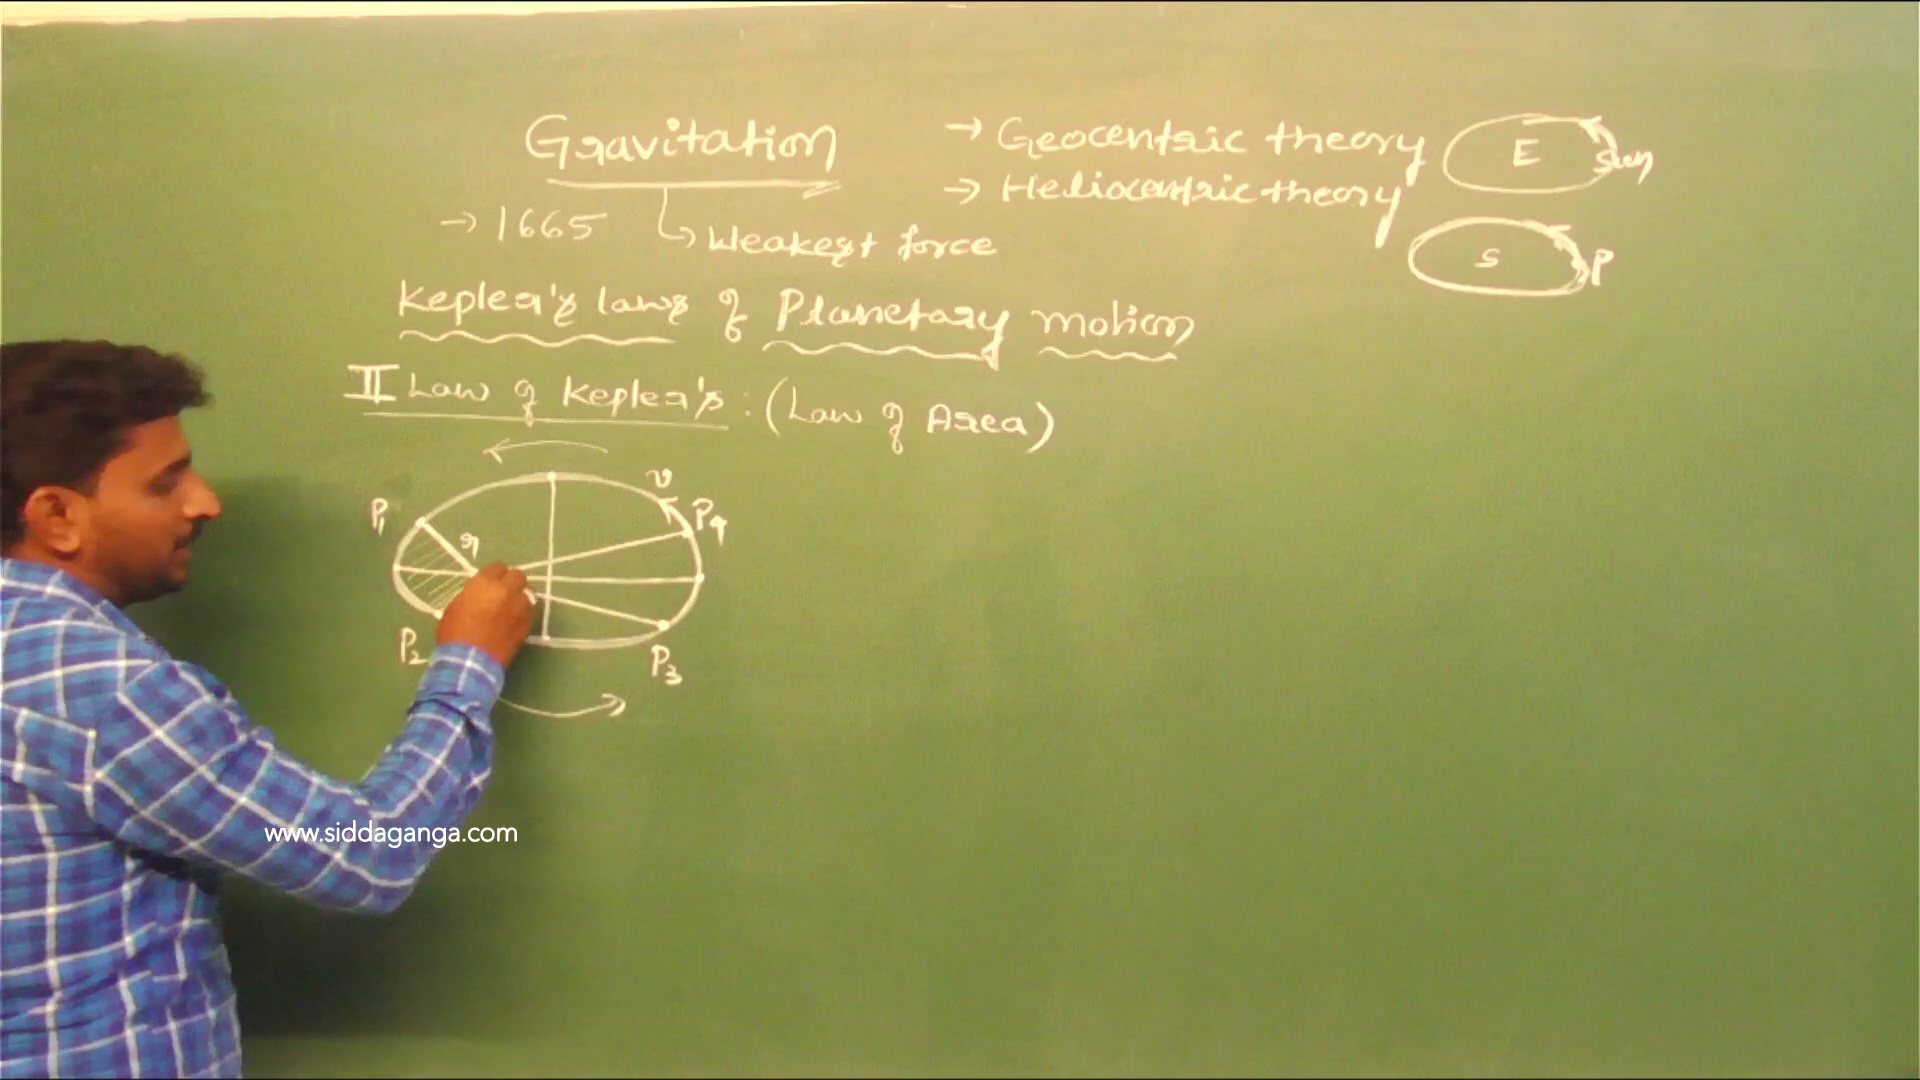 Gravitation
→ Geocentric theory
E
Sun
→ Heliocentric theory
S
P
→ 1665
Weakest force
Kepler's laws of Planetary motion
II Law of Kepler's : (Law of Area)
v
P₁
P₄
r
P₂
P₃
www.siddaganga.com